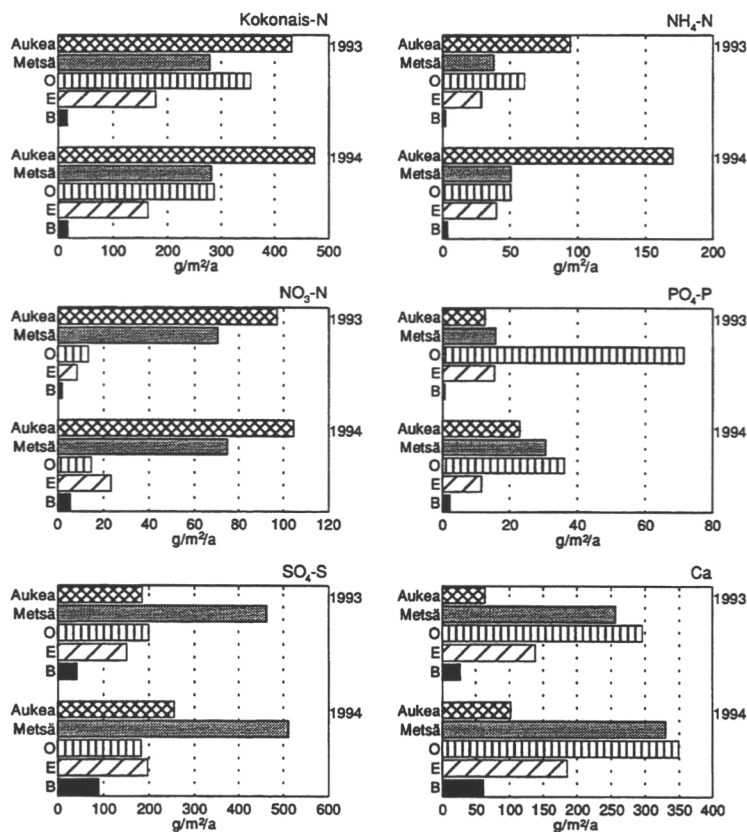 Kokonais-N
Aukea
1993
Metsä
O
E
B
Aukea
1994
Metsä
O
E
B
0 100 200 300 400 500
g/m²/a
NH₄-N
Aukea
1993
Metsä
O
E
B
Aukea
1994
Metsä
O
E
B
0 50 100 150 200
g/m²/a
NO₃-N
Aukea
1993
Metsä
O
E
B
Aukea
1994
Metsä
O
E
B
0 20 40 60 80 100 120
g/m²/a
PO₄-P
Aukea
1993
Metsä
O
E
B
Aukea
1994
Metsä
O
E
B
0 20 40 60 80
g/m²/a
SO₄-S
Aukea
1993
Metsä
O
E
B
Aukea
1994
Metsä
O
E
B
0 100 200 300 400 500 600
g/m²/a
Ca
Aukea
1993
Metsä
O
E
B
Aukea
1994
Metsä
O
E
B
0 50 100 150 200 250 300 350 400
g/m²/a